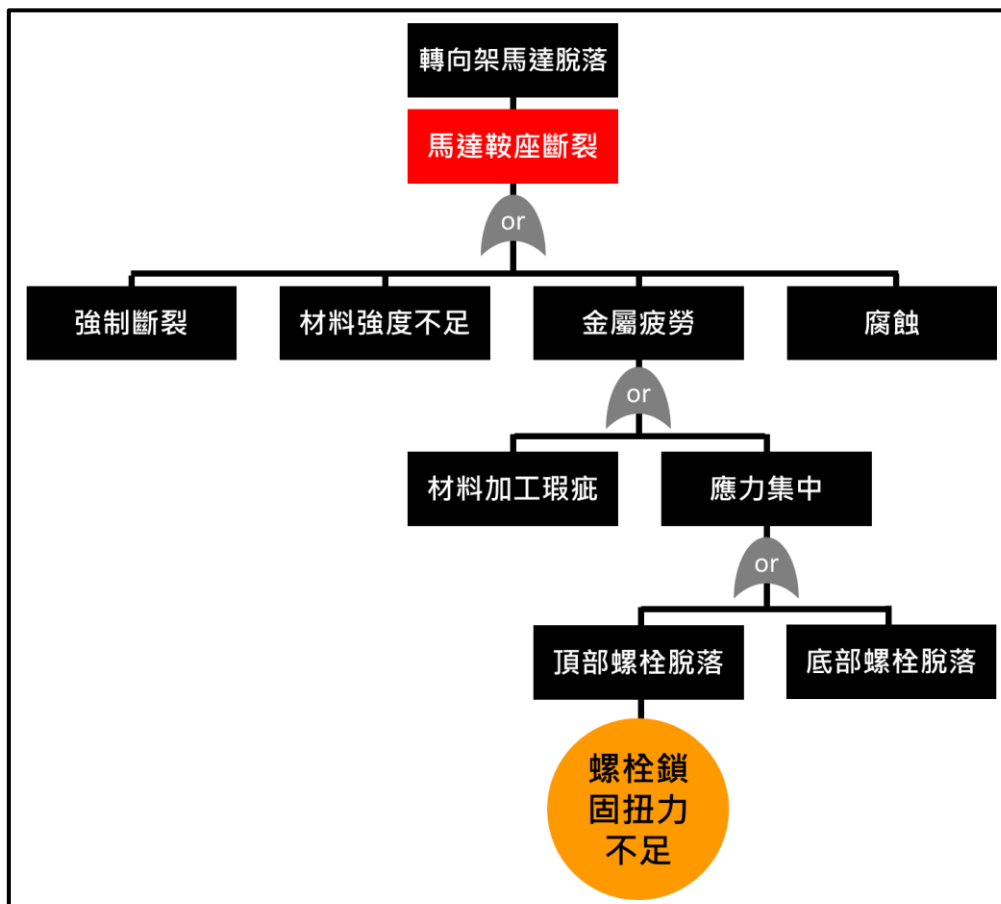 轉向架馬達脫落
馬達鞍座斷裂
or
強制斷裂
材料強度不足
金屬疲勞
腐蝕
or
材料加工瑕疵
應力集中
or
頂部螺栓脫落
底部螺栓脫落
螺栓鎖
固扭力
不足